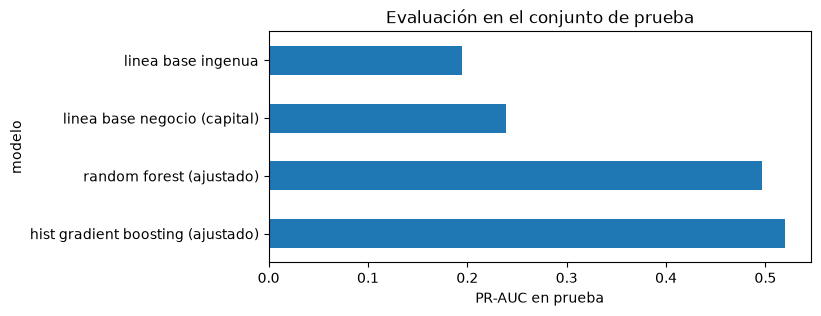 Evaluación en el conjunto de prueba
modelo
linea base ingenua
linea base negocio (capital)
random forest (ajustado)
hist gradient boosting (ajustado)
0.0 0.1 0.2 0.3 0.4 0.5
PR-AUC en prueba